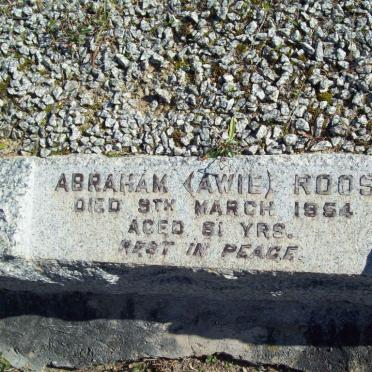 ABRAHAM (AWIE) ROOS
DIED 9TH MARCH 1954
AGED 61 YRS.
REST IN PEACE.